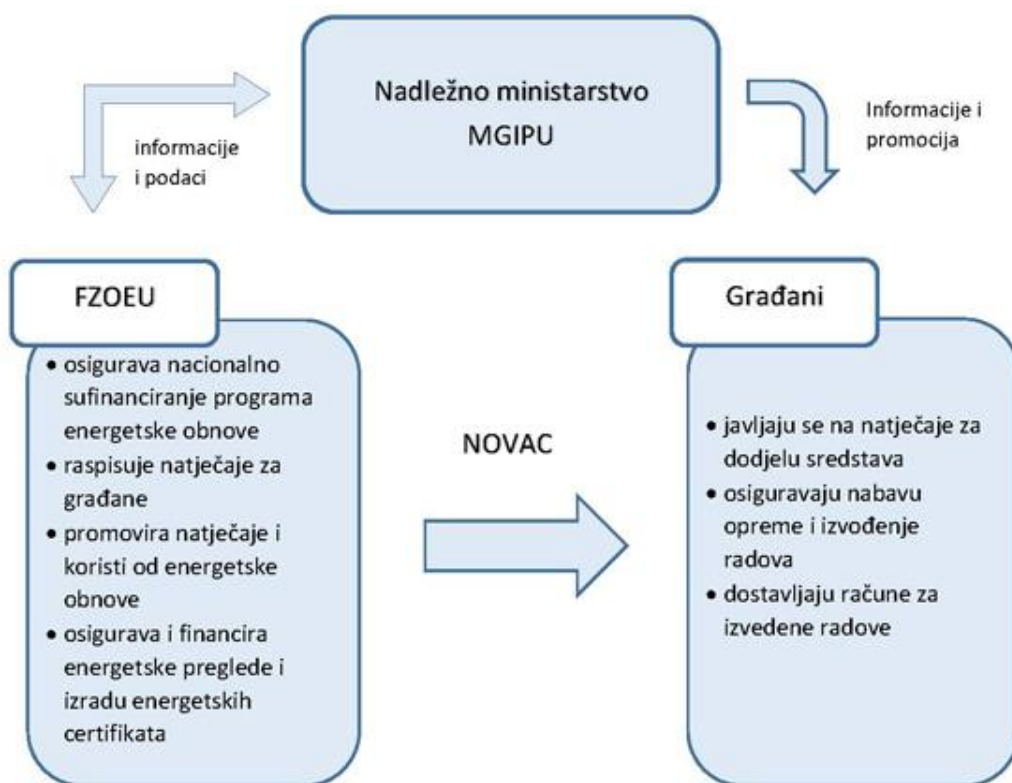 Nadležno ministarstvo
MGIPU
informacije
i podaci
Informacije i
promocija
FZOEU
• osigurava nacionalno
sufinanciranje programa
energetske obnove
• raspisuje natječaje za
građane
• promovira natječaje i
koristi od energetske
obnove
• osigurava i financira
energetske preglede i
izradu energetskih
certifikata
NOVAC
Građani
• javljaju se na natječaje za
dodjelu sredstava
• osiguravaju nabavu
opreme i izvođenje
radova
• dostavljaju račune za
izvedene radove